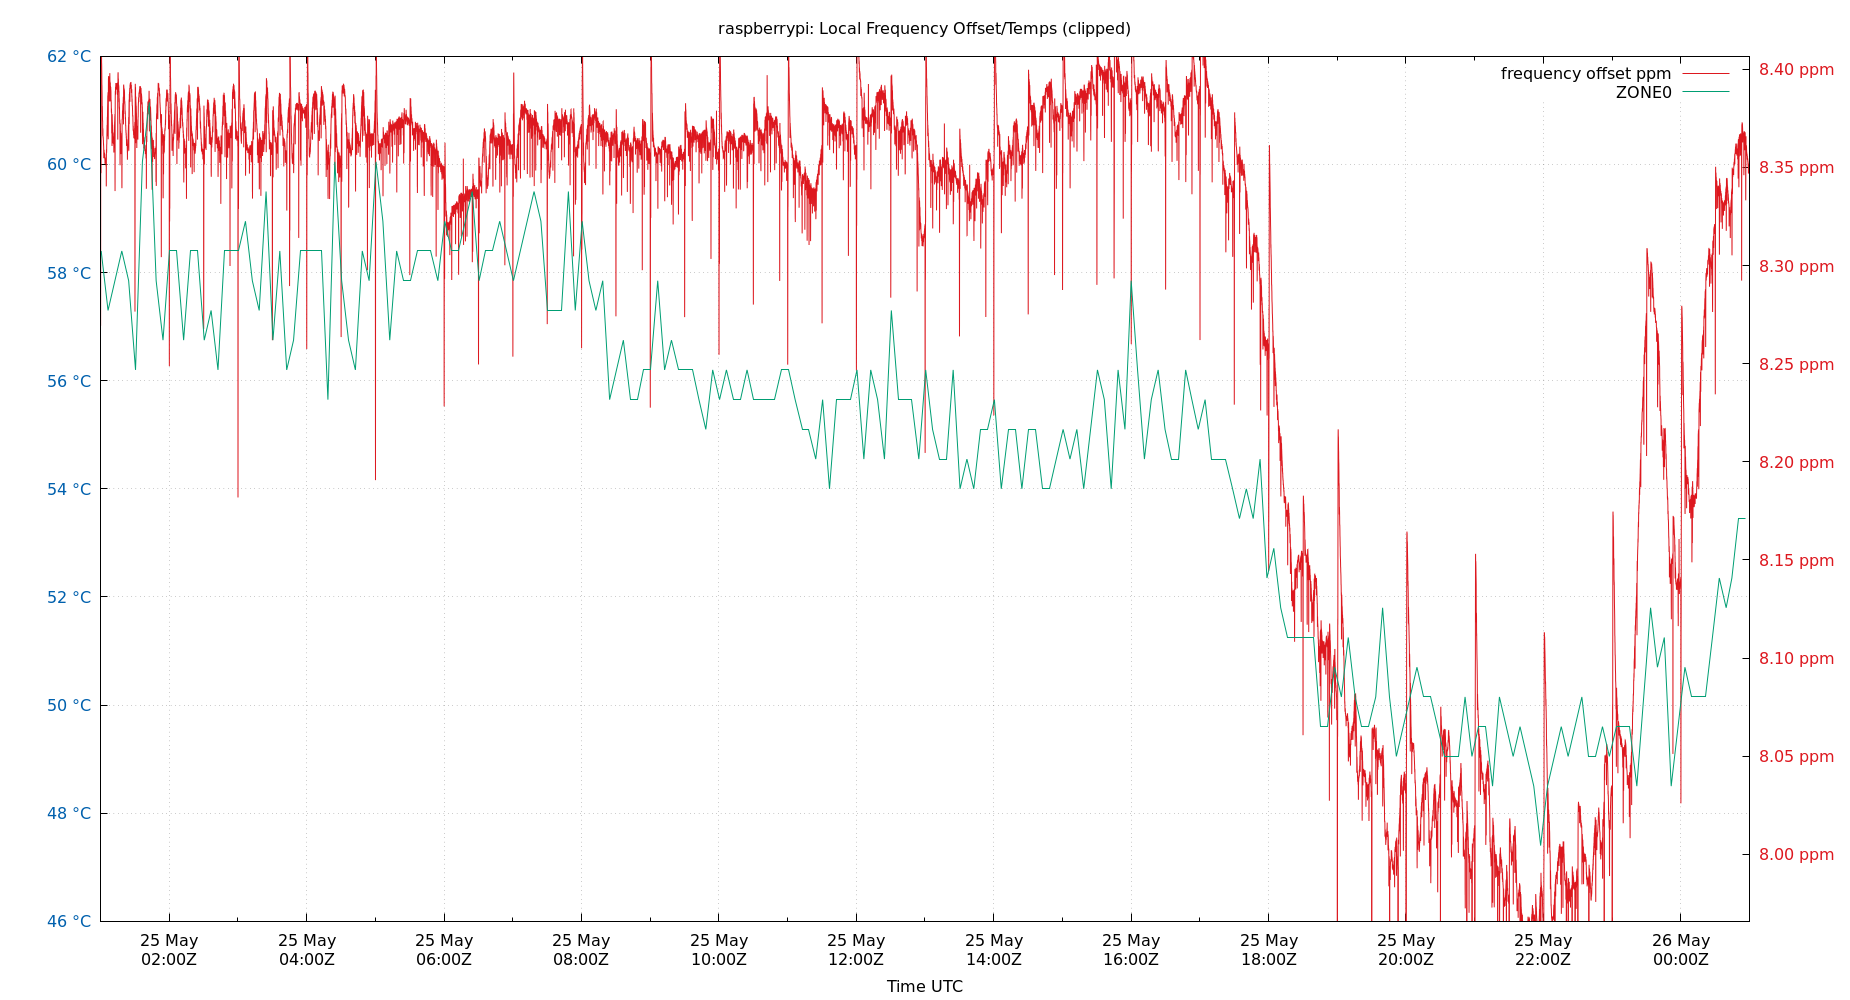 raspberrypi: Local Frequency Offset/Temps (clipped)
62 °C
60 °C
58 °C
56 °C
54 °C
52 °C
50 °C
48 °C
46 °C
frequency offset ppm
ZONE0
8.40 ppm
8.35 ppm
8.30 ppm
8.25 ppm
8.20 ppm
8.15 ppm
8.10 ppm
8.05 ppm
8.00 ppm
25 May 25 May 25 May 25 May 25 May 25 May 25 May 25 May 25 May 25 May 25 May 26 May
02:00Z 04:00Z 06:00Z 08:00Z 10:00Z 12:00Z 14:00Z 16:00Z 18:00Z 20:00Z 22:00Z 00:00Z
Time UTC